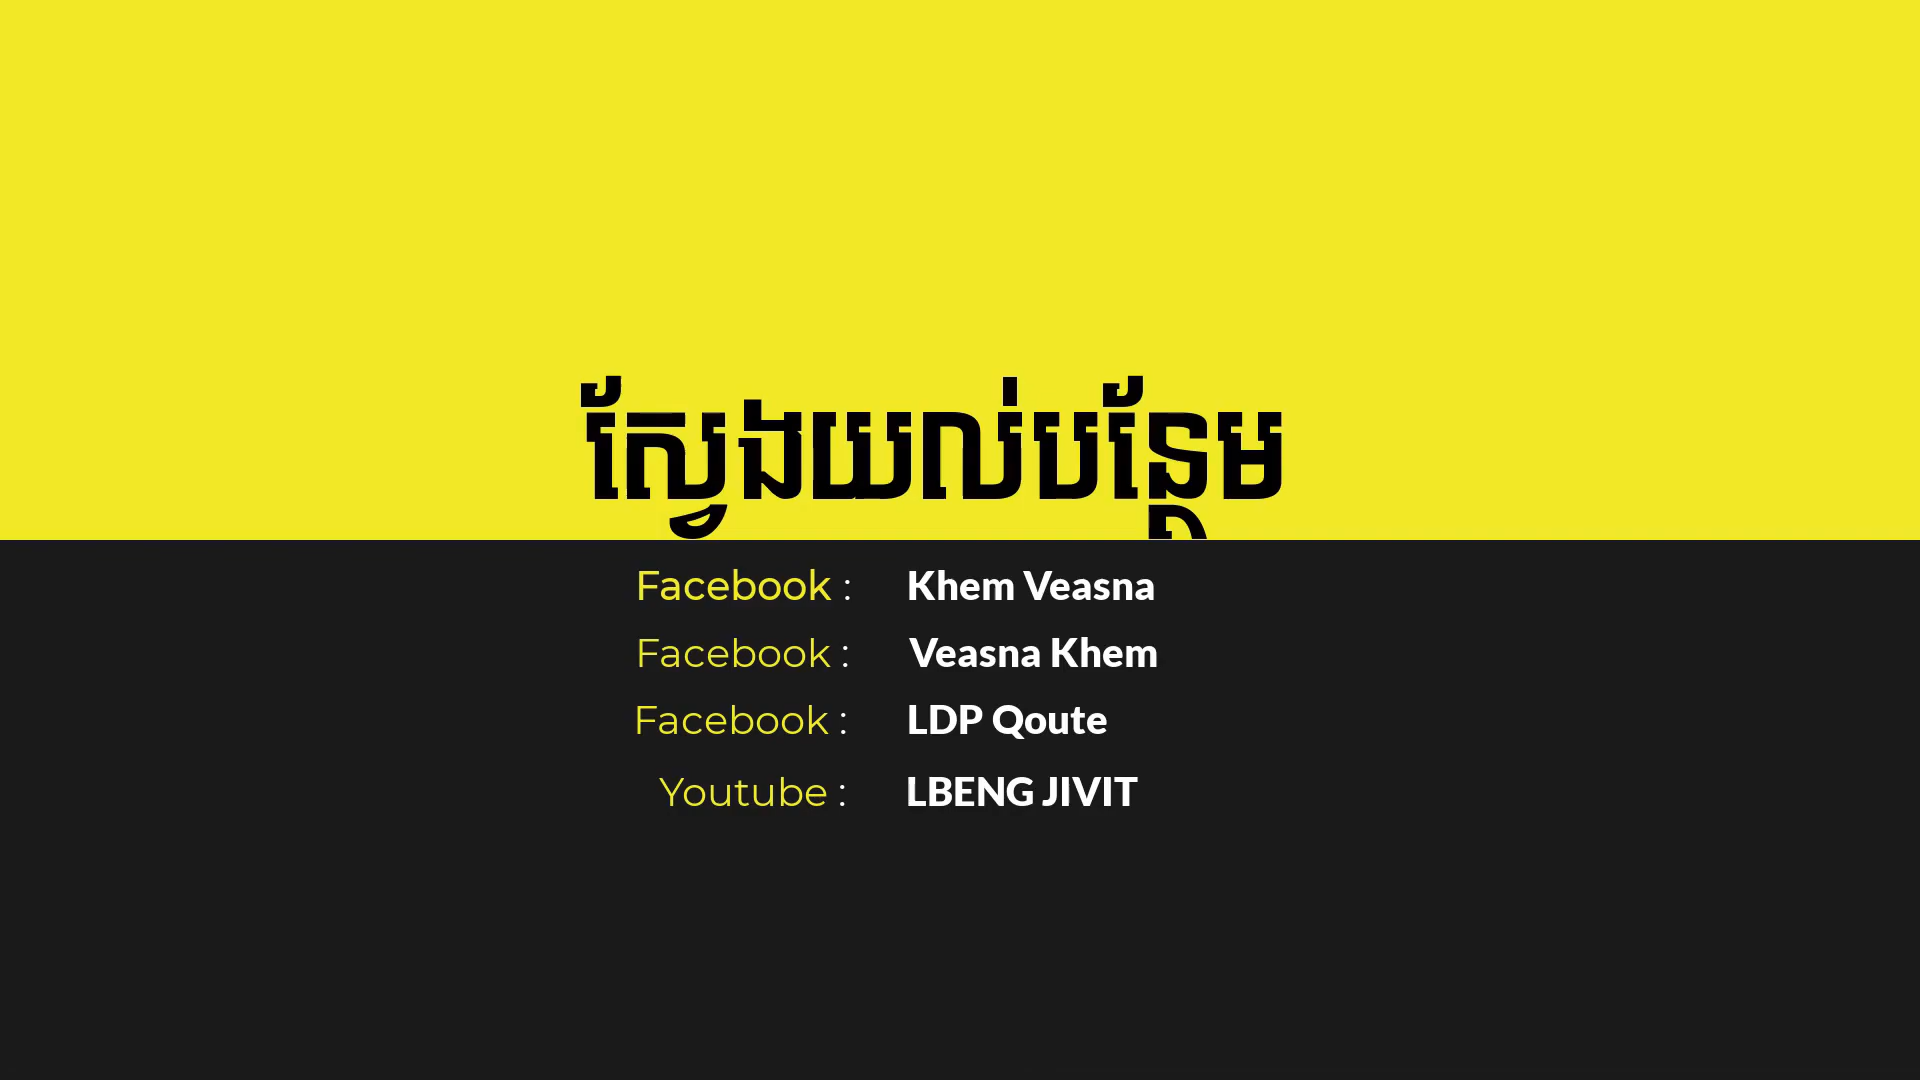 ស្វែងយល់បន្ថែម
Facebook : Khem Veasna
Facebook : Veasna Khem
Facebook : LDP Qoute
Youtube : LBENG JIVIT